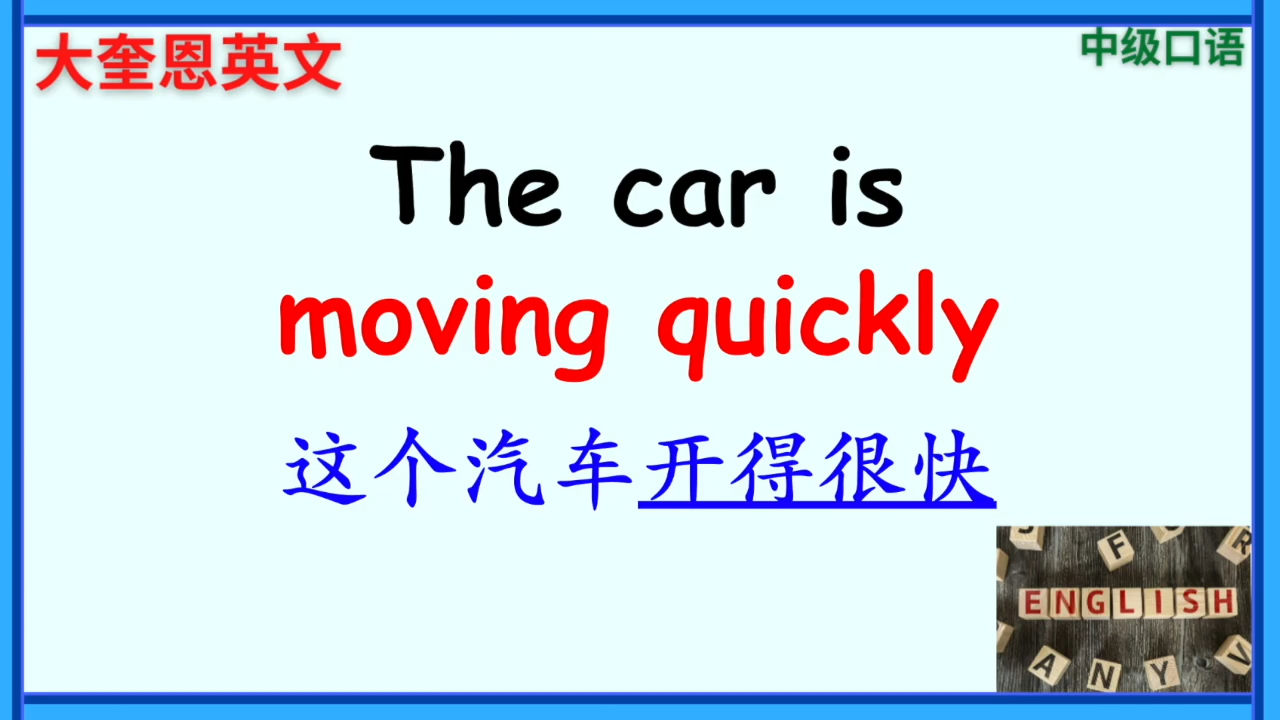 大奎恩英文
中级口语
The car is
moving quickly
这个汽车开得很快
F
R
ENGLISH
A N Y V